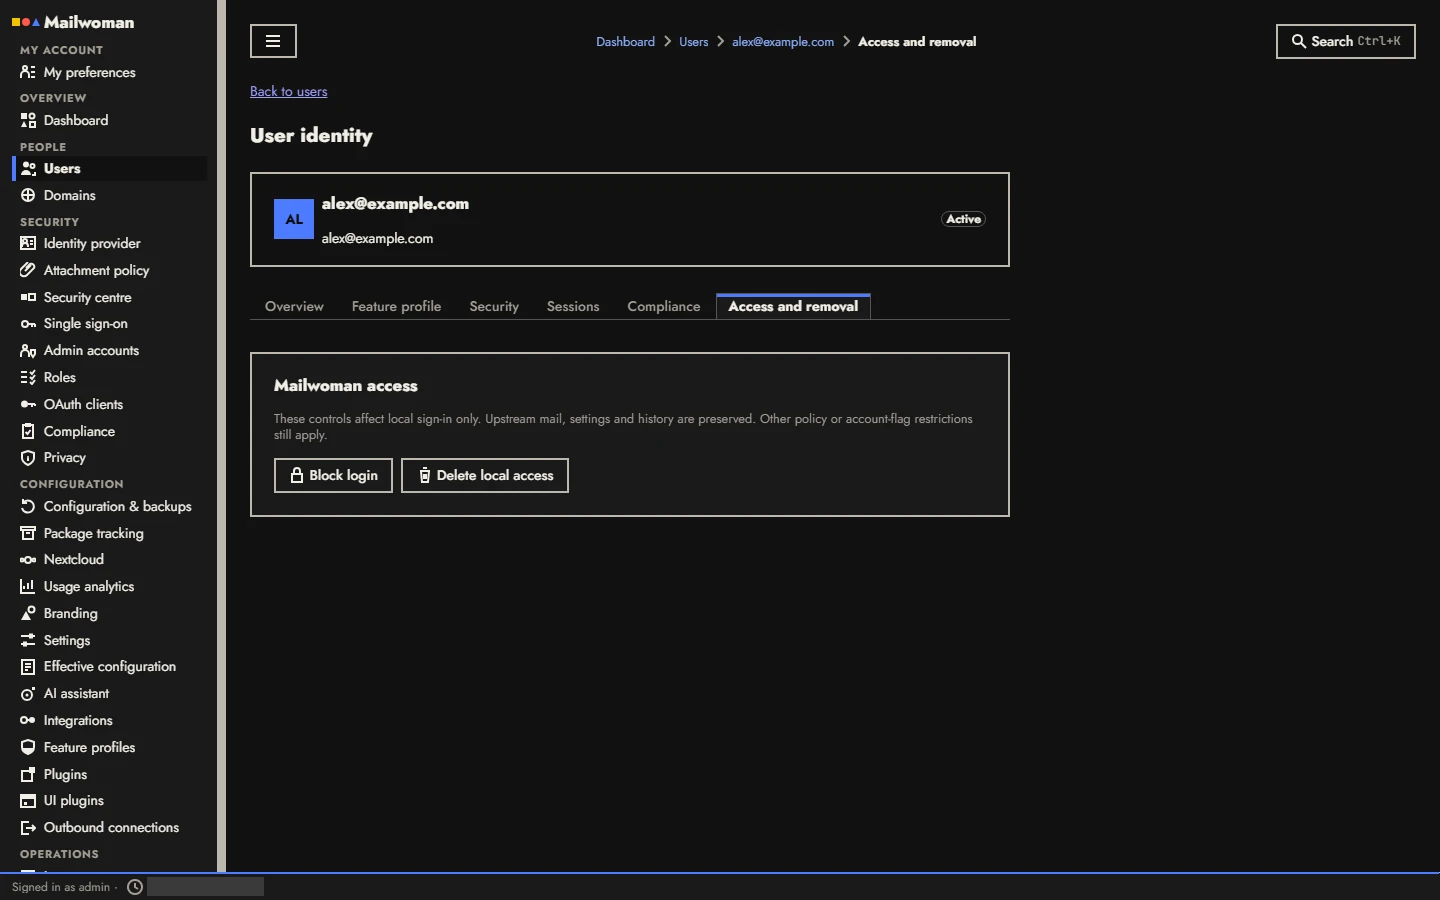 Mailwoman
MY ACCOUNT
My preferences
OVERVIEW
Dashboard
PEOPLE
Users
Domains
SECURITY
Identity provider
Attachment policy
Security centre
Single sign-on
Admin accounts
Roles
OAuth clients
Compliance
Privacy
CONFIGURATION
Configuration & backups
Package tracking
Nextcloud
Usage analytics
Branding
Settings
Effective configuration
AI assistant
Integrations
Feature profiles
Plugins
UI plugins
Outbound connections
OPERATIONS
Signed in as admin ·
Dashboard Users alex@example.com Access and removal
Search Ctrl+K
Back to users
User identity
AL
alex@example.com
alex@example.com
Active
Overview Feature profile Security Sessions Compliance Access and removal
Mailwoman access
These controls affect local sign-in only. Upstream mail, settings and history are preserved. Other policy or account-flag restrictions
still apply.
Block login Delete local access